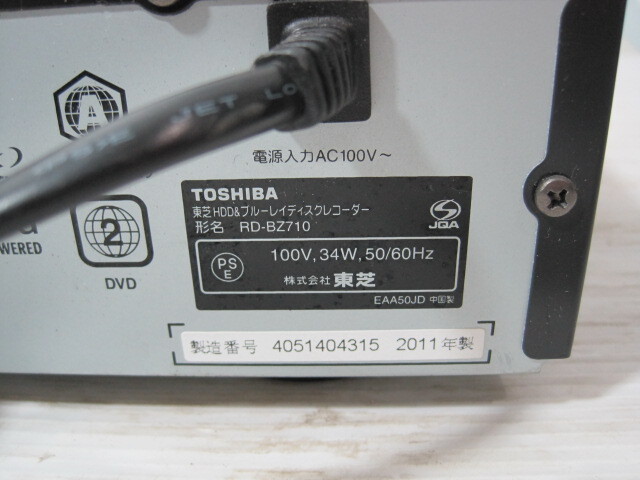 A
電源入力AC100V～
TOSHIBA
東芝HDD&ブルーレイディスクレコーダー
形名 RD-BZ710
JQA
PS
E
100V, 34W, 50/60Hz
株式会社 東芝
EAA50JD 中国製
2
DVD
WERED
製造番号 4051404315 2011年製